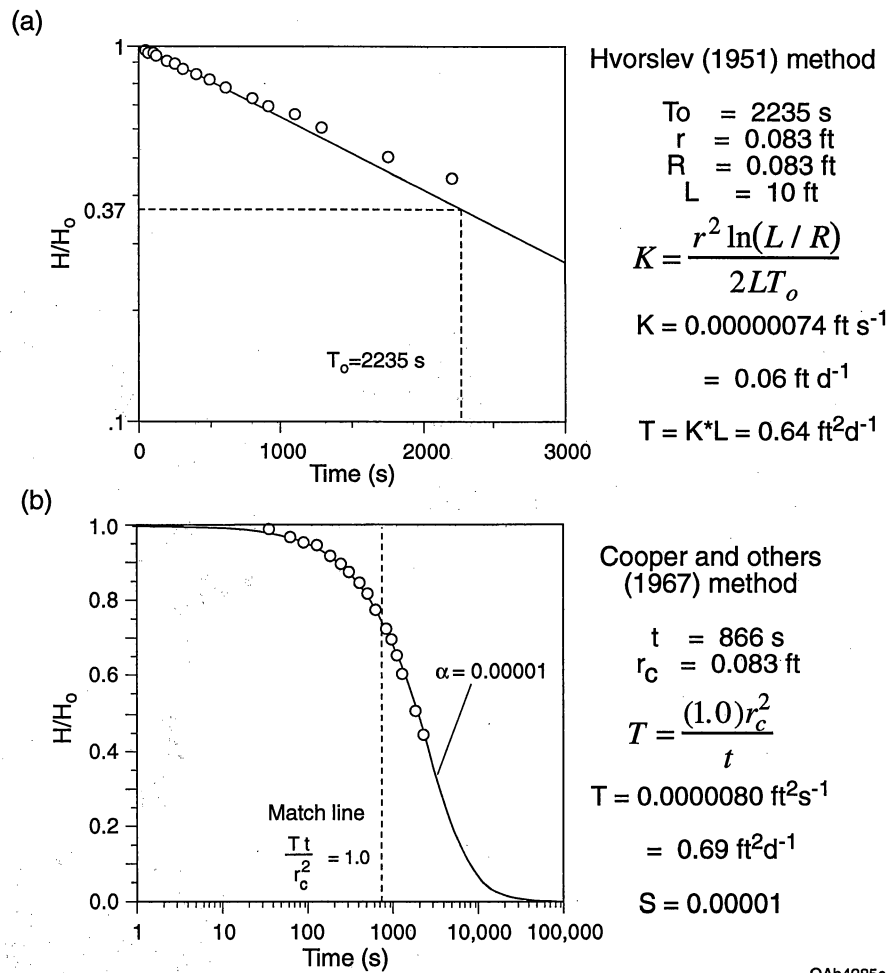 (a)
1
0.37
.1
H/Ho
To=2235 s
0
1000
2000
3000
Time (s)
Hvorslev (1951) method
To = 2235 s
r = 0.083 ft
R = 0.083 ft
L = 10 ft
K = r² ln(L / R) / 2LTo
K = 0.00000074 ft s-1
= 0.06 ft d-1
T = K*L = 0.64 ft2d-1
(b)
1.0
0.8
0.6
0.4
0.2
0.0
H/Ho
α = 0.00001
Match line
T t / rc² = 1.0
1
10
100
1000
10,000
100,000
Time (s)
Cooper and others
(1967) method
t = 866 s
rc = 0.083 ft
T = (1.0)rc² / t
T = 0.0000080 ft2s-1
= 0.69 ft2d-1
S = 0.00001